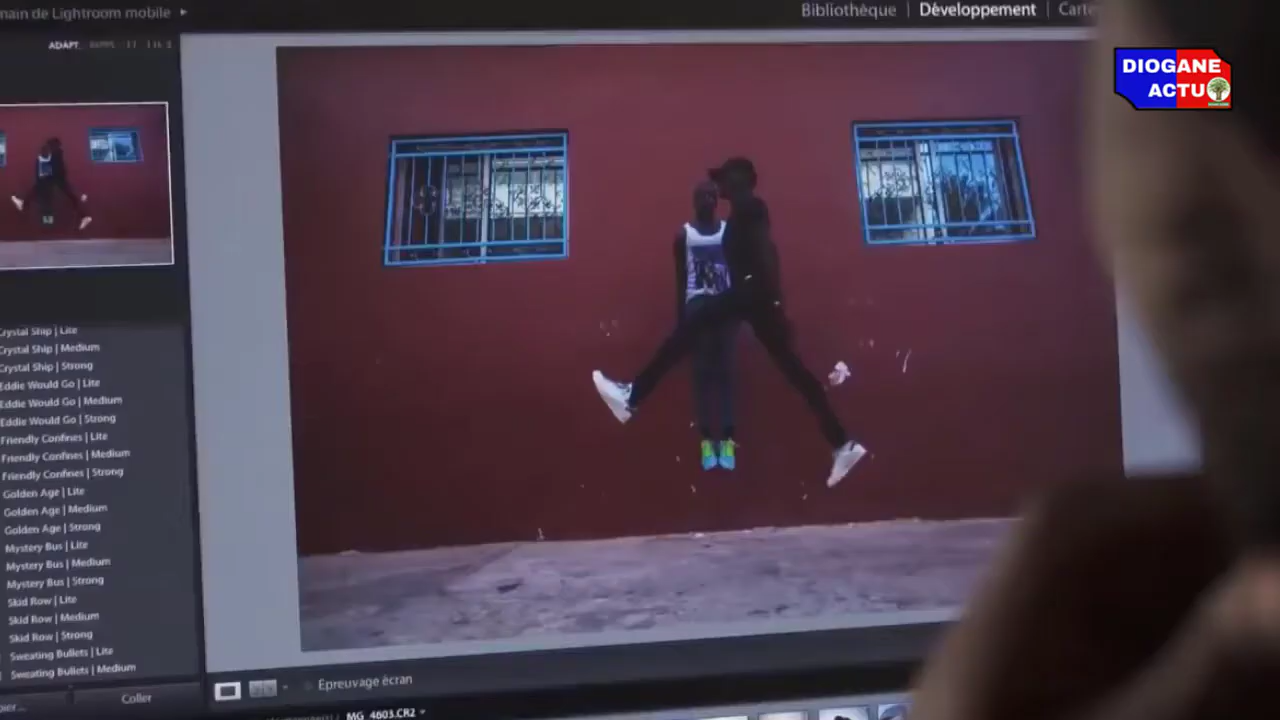 main de Lightroom mobile
Bibliothèque | Développement | Carte
DIOGANE
ACTU
ADAPT.
Crystal Ship | Lite
Crystal Ship | Medium
Crystal Ship | Strong
Eddie Would Go | Lite
Eddie Would Go | Medium
Eddie Would Go | Strong
Friendly Confines | Lite
Friendly Confines | Medium
Friendly Confines | Strong
Golden Age | Lite
Golden Age | Medium
Golden Age | Strong
Mystery Bus | Lite
Mystery Bus | Medium
Mystery Bus | Strong
Skid Row | Lite
Skid Row | Medium
Skid Row | Strong
Sweating Bullets | Lite
Sweating Bullets | Medium
Coller
Epreuvage écran
MG_4603.CR2